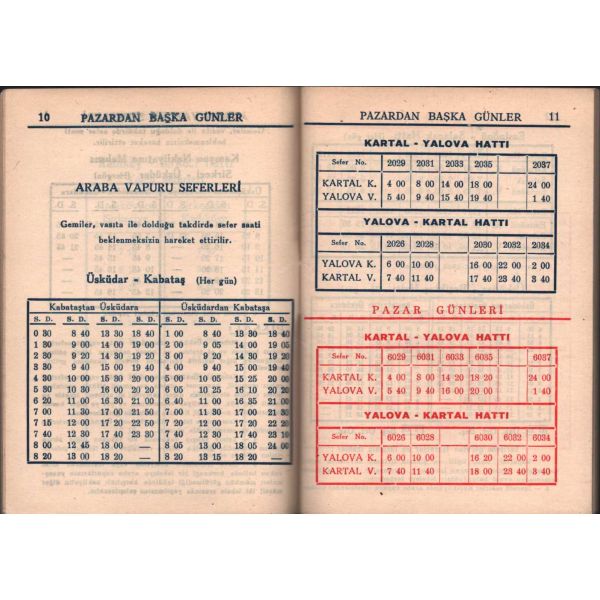 10 PAZARDAN BAŞKA GÜNLER
ARABA VAPURU SEFERLERİ
Gemiler, vasıta ile dolduğu takdirde sefer saati
beklenmeksizin hareket ettirilir.
Üsküdar - Kabataş (Her gün)
Kabataştan Üsküdara Üsküdardan Kabataşa
S. D. S. D. S. D. S. D. S. D. S. D. S. D. S. D.
0 30 8 40 13 30 18 40 1 00 8 40 13 30 18 40
1 30 9 00 14 00 19 00 2 00 9 05 14 00 19 05
2 30 9 20 14 30 19 20 3 00 9 20 14 20 19 20
3 30 9 40 15 00 19 40 4 00 9 40 15 00 19 40
4 30 10 00 15 30 20 00 5 00 10 00 15 30 20 00
5 30 10 30 16 00 20 20 6 05 10 25 16 00 20 20
6 20 11 00 16 30 21 00 6 40 11 00 16 35 21 00
7 00 11 30 17 00 21 50 7 00 11 30 17 00 21 50
7 15 12 00 17 20 22 50 7 20 12 00 17 20 22
7 40 12 30 17 40 23 30 7 40 12 30 17 40 23
8 00 12 45 18 00 — 8 00 12 45 18 05 24 00
8 20 13 00 18 20 — 8 20 13 15 18 20 —
PAZARDAN BAŞKA GÜNLER 11
KARTAL - YALOVA HATTI
Sefer No. 2029 2031 2033 2035 2037
KARTAL K. 4 00 8 00 14 00 18 00 24 00
YALOVA V. 5 40 9 40 15 40 19 40 1 40
YALOVA - KARTAL HATTI
Sefer No. 2026 2028 2030 2032 2034
YALOVA K. 6 00 10 00 16 00 22 00 2 00
KARTAL V. 7 40 11 40 17 40 23 40 3 40
PAZAR GÜNLERİ
KARTAL - YALOVA HATTI
Sefer No. 6029 6031 6033 6035 6037
KARTAL K. 4 00 8 00 14 20 18 20 24 00
YALOVA V. 5 40 9 40 16 00 20 00 1 40
YALOVA - KARTAL HATTI
Sefer No. 6026 6028 6030 6032 6034
YALOVA K. 6 00 10 00 16 20 22 00 2 00
KARTAL V. 7 40 11 40 18 00 23 40 3 40